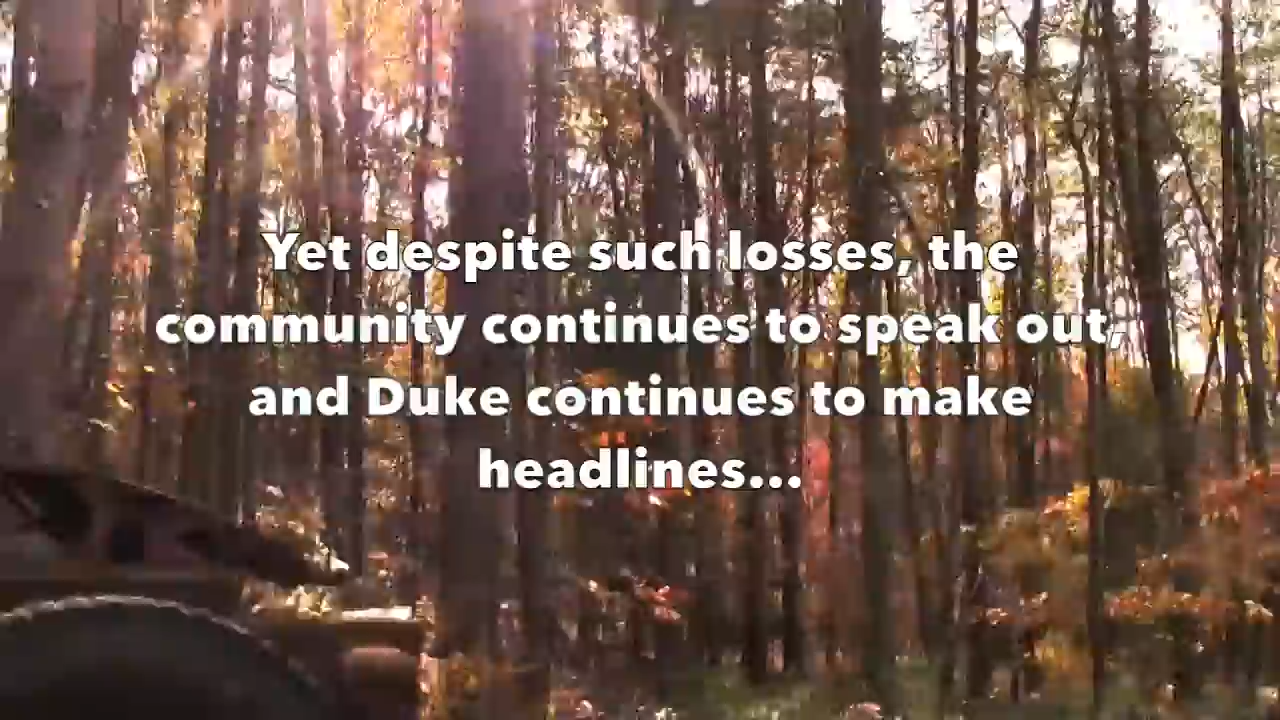 Yet despite such losses, the
community continues to speak out,
and Duke continues to make
headlines...